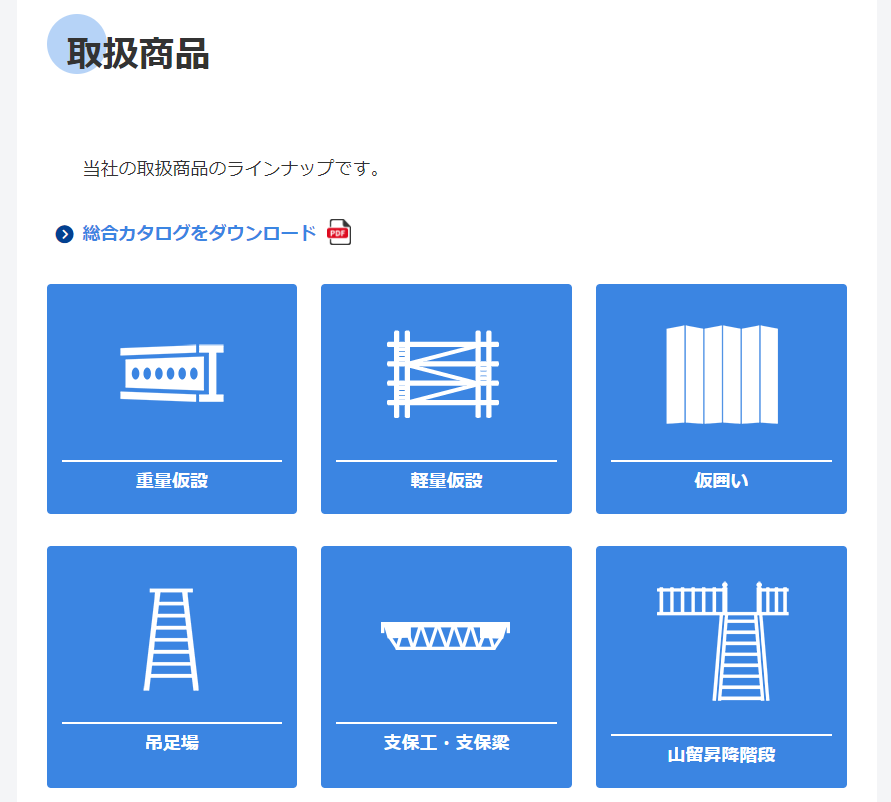 取扱商品
当社の取扱商品のラインナップです。
総合カタログをダウンロード PDF
重量仮設
軽量仮設
仮囲い
吊足場
支保工・支保梁
山留昇降階段